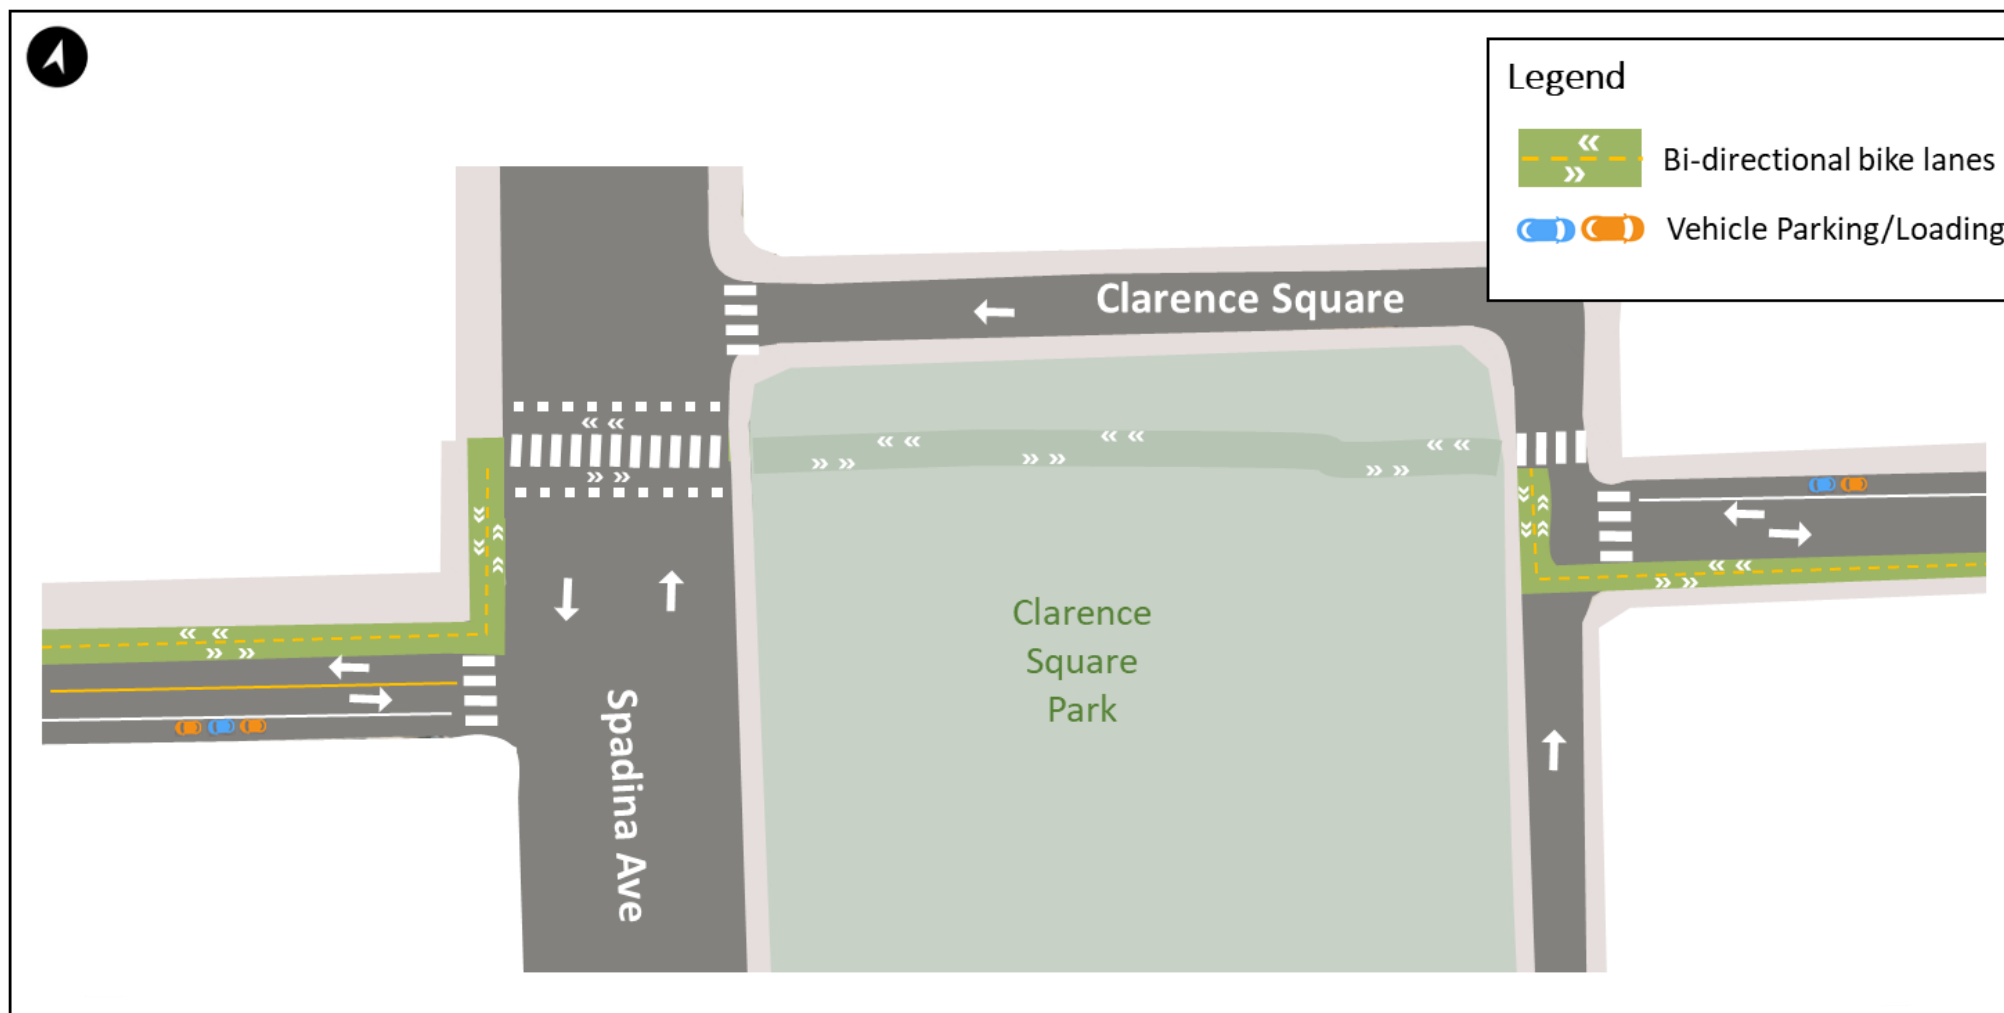 Legend
Bi-directional bike lanes
Vehicle Parking/Loading
Clarence Square
Clarence
Square
Park
Spadina Ave